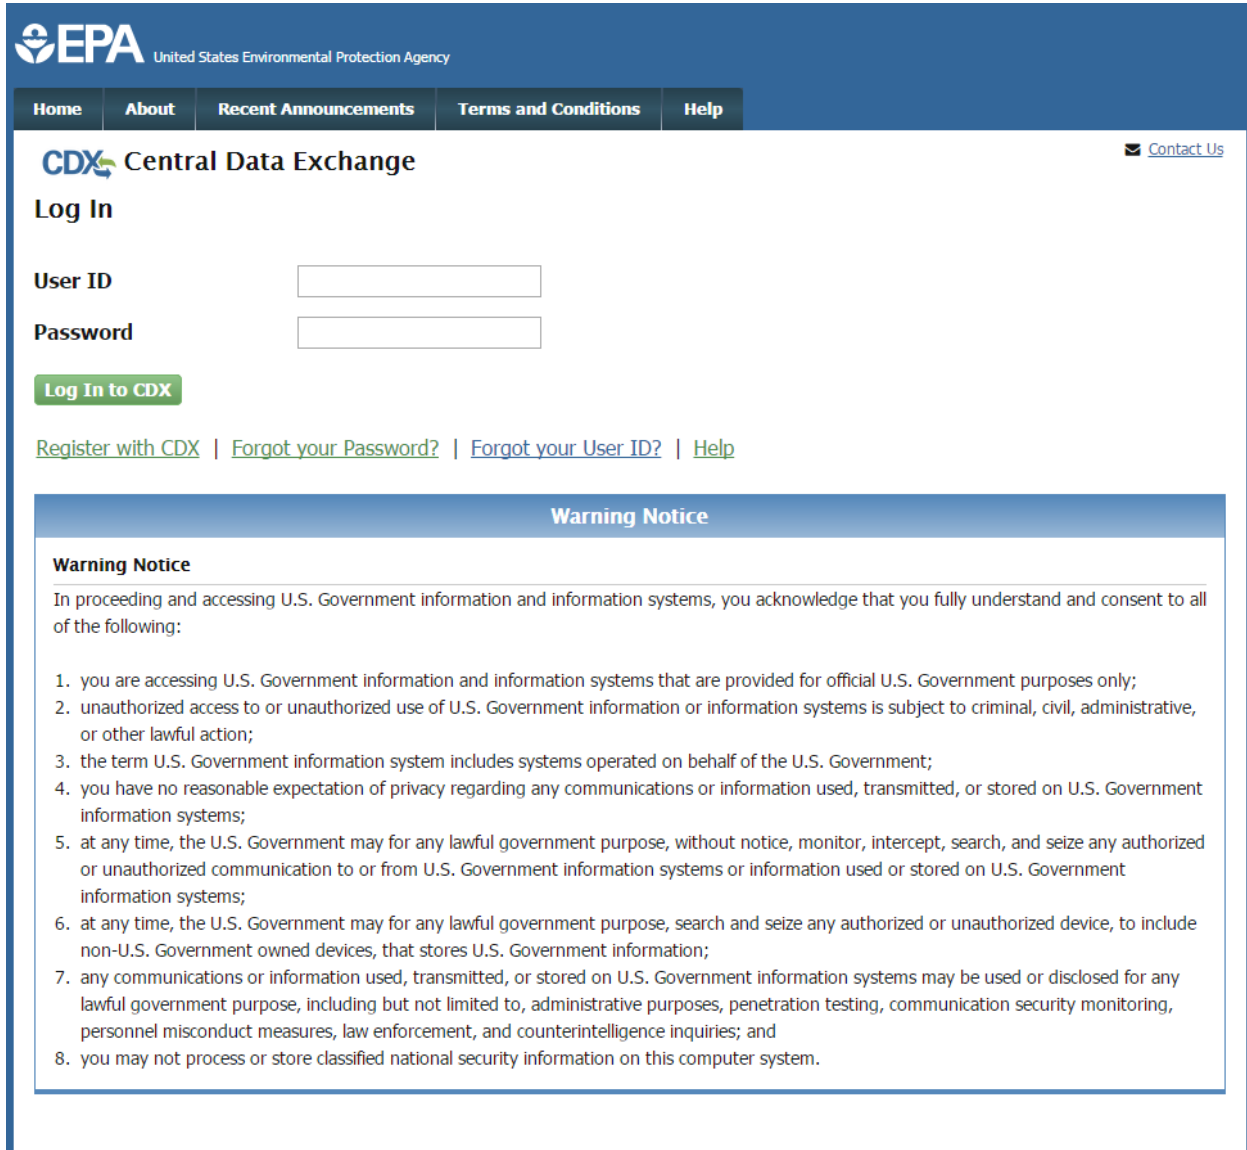 EPA United States Environmental Protection Agency
Home About Recent Announcements Terms and Conditions Help
CDX Central Data Exchange
Contact Us
Log In
User ID
Password
Log In to CDX
Register with CDX | Forgot your Password? | Forgot your User ID? | Help
Warning Notice
Warning Notice
In proceeding and accessing U.S. Government information and information systems, you acknowledge that you fully understand and consent to all
of the following:
1. you are accessing U.S. Government information and information systems that are provided for official U.S. Government purposes only;
2. unauthorized access to or unauthorized use of U.S. Government information or information systems is subject to criminal, civil, administrative,
or other lawful action;
3. the term U.S. Government information system includes systems operated on behalf of the U.S. Government;
4. you have no reasonable expectation of privacy regarding any communications or information used, transmitted, or stored on U.S. Government
information systems;
5. at any time, the U.S. Government may for any lawful government purpose, without notice, monitor, intercept, search, and seize any authorized
or unauthorized communication to or from U.S. Government information systems or information used or stored on U.S. Government
information systems;
6. at any time, the U.S. Government may for any lawful government purpose, search and seize any authorized or unauthorized device, to include
non-U.S. Government owned devices, that stores U.S. Government information;
7. any communications or information used, transmitted, or stored on U.S. Government information systems may be used or disclosed for any
lawful government purpose, including but not limited to, administrative purposes, penetration testing, communication security monitoring,
personnel misconduct measures, law enforcement, and counterintelligence inquiries; and
8. you may not process or store classified national security information on this computer system.